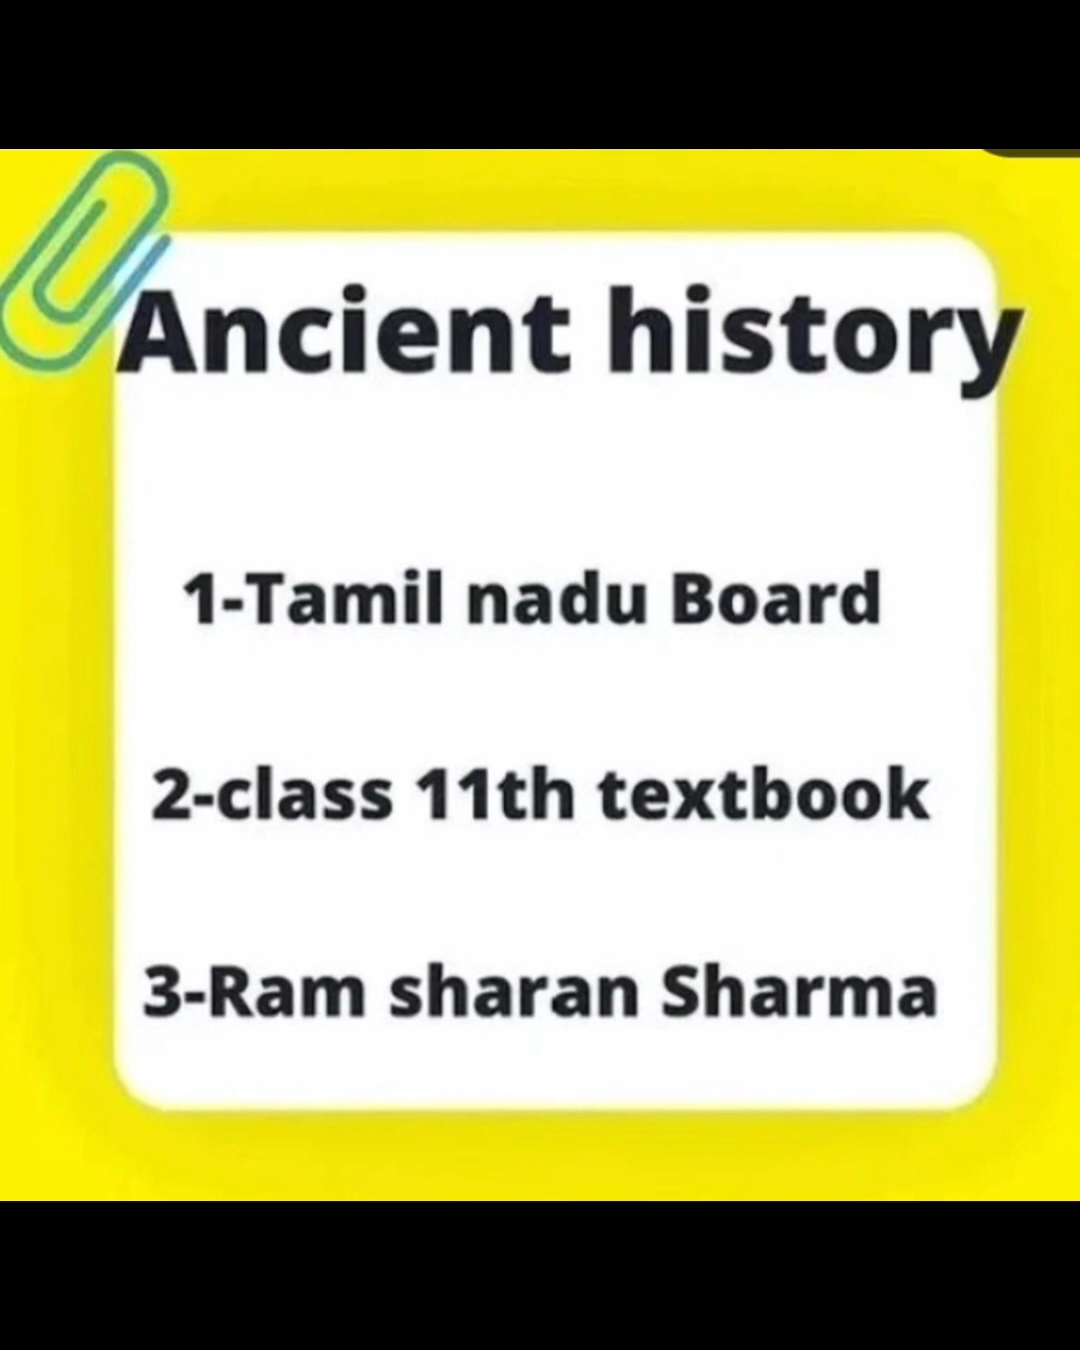 Ancient history
1-Tamil nadu Board
2-class 11th textbook
3-Ram sharan Sharma